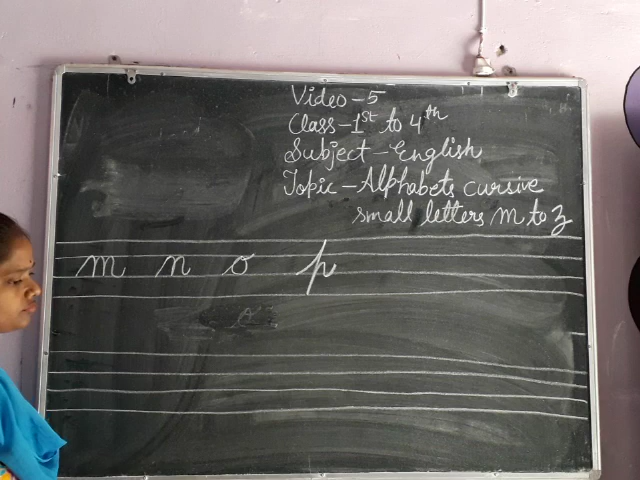 Video-5
Class-1st to 4th
Subject-English
Topic-Alphabets cursive
small letters m to z
m n o p